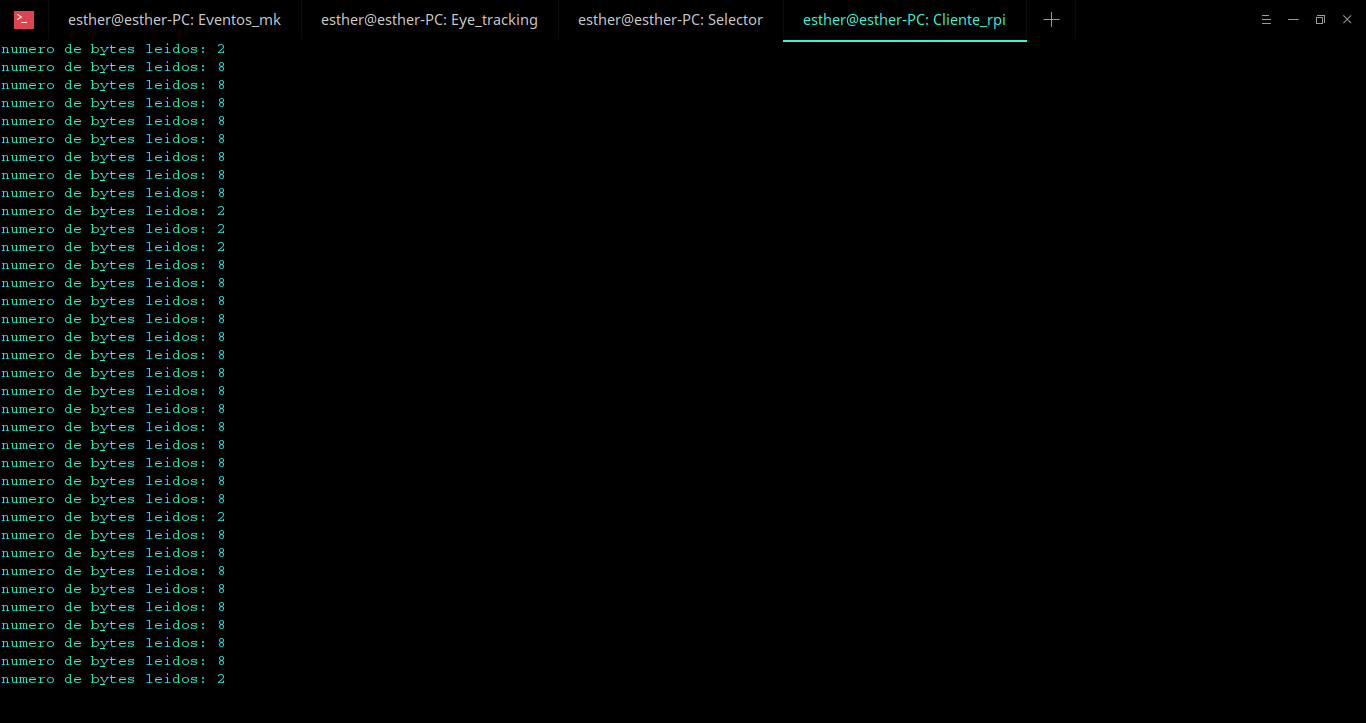 >_ esther@esther-PC: Eventos_mk esther@esther-PC: Eye_tracking esther@esther-PC: Selector esther@esther-PC: Cliente_rpi
numero de bytes leidos: 2
numero de bytes leidos: 8
numero de bytes leidos: 8
numero de bytes leidos: 8
numero de bytes leidos: 8
numero de bytes leidos: 8
numero de bytes leidos: 8
numero de bytes leidos: 8
numero de bytes leidos: 8
numero de bytes leidos: 2
numero de bytes leidos: 2
numero de bytes leidos: 2
numero de bytes leidos: 8
numero de bytes leidos: 8
numero de bytes leidos: 8
numero de bytes leidos: 8
numero de bytes leidos: 8
numero de bytes leidos: 8
numero de bytes leidos: 8
numero de bytes leidos: 8
numero de bytes leidos: 8
numero de bytes leidos: 8
numero de bytes leidos: 8
numero de bytes leidos: 8
numero de bytes leidos: 8
numero de bytes leidos: 8
numero de bytes leidos: 2
numero de bytes leidos: 8
numero de bytes leidos: 8
numero de bytes leidos: 8
numero de bytes leidos: 8
numero de bytes leidos: 8
numero de bytes leidos: 8
numero de bytes leidos: 8
numero de bytes leidos: 8
numero de bytes leidos: 2